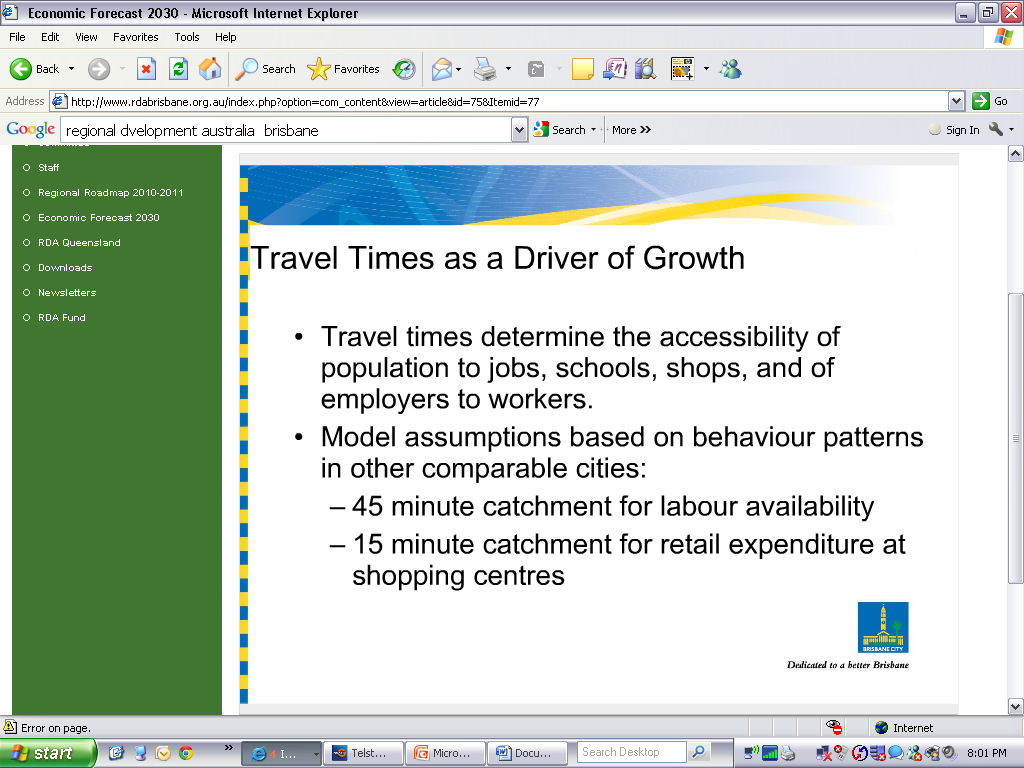 Economic Forecast 2030 - Microsoft Internet Explorer
File Edit View Favorites Tools Help
Back Search Favorites
Address http://www.rdabrisbane.org.au/index.php?option=com_content&view=article&id=75&Itemid=77 Go
Google regional dvelopment australia brisbane Search More >> Sign In
Staff
Regional Roadmap 2010-2011
Economic Forecast 2030
RDA Queensland
Downloads
Newsletters
RDA Fund
Travel Times as a Driver of Growth
• Travel times determine the accessibility of
population to jobs, schools, shops, and of
employers to workers.
• Model assumptions based on behaviour patterns
in other comparable cities:
– 45 minute catchment for labour availability
– 15 minute catchment for retail expenditure at
shopping centres
BRISBANE CITY
Dedicated to a better Brisbane
Error on page. Internet
start >> 4 I... Telst... Micro... Docu... Search Desktop 8:01 PM